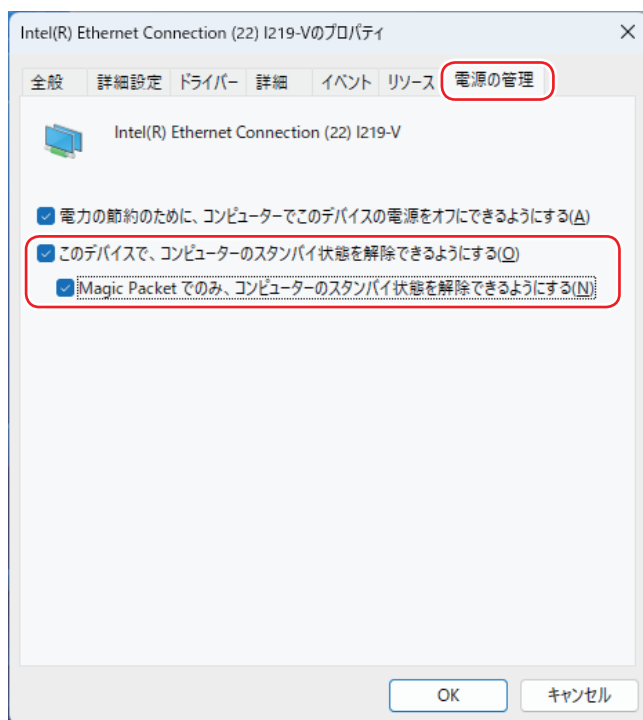 Intel(R) Ethernet Connection (22) I219-Vのプロパティ
全般 詳細設定 ドライバー 詳細 イベント リソース 電源の管理
Intel(R) Ethernet Connection (22) I219-V
電力の節約のために、コンピューターでこのデバイスの電源をオフにできるようにする(A)
このデバイスで、コンピューターのスタンバイ状態を解除できるようにする(O)
Magic Packet でのみ、コンピューターのスタンバイ状態を解除できるようにする(N)
OK キャンセル